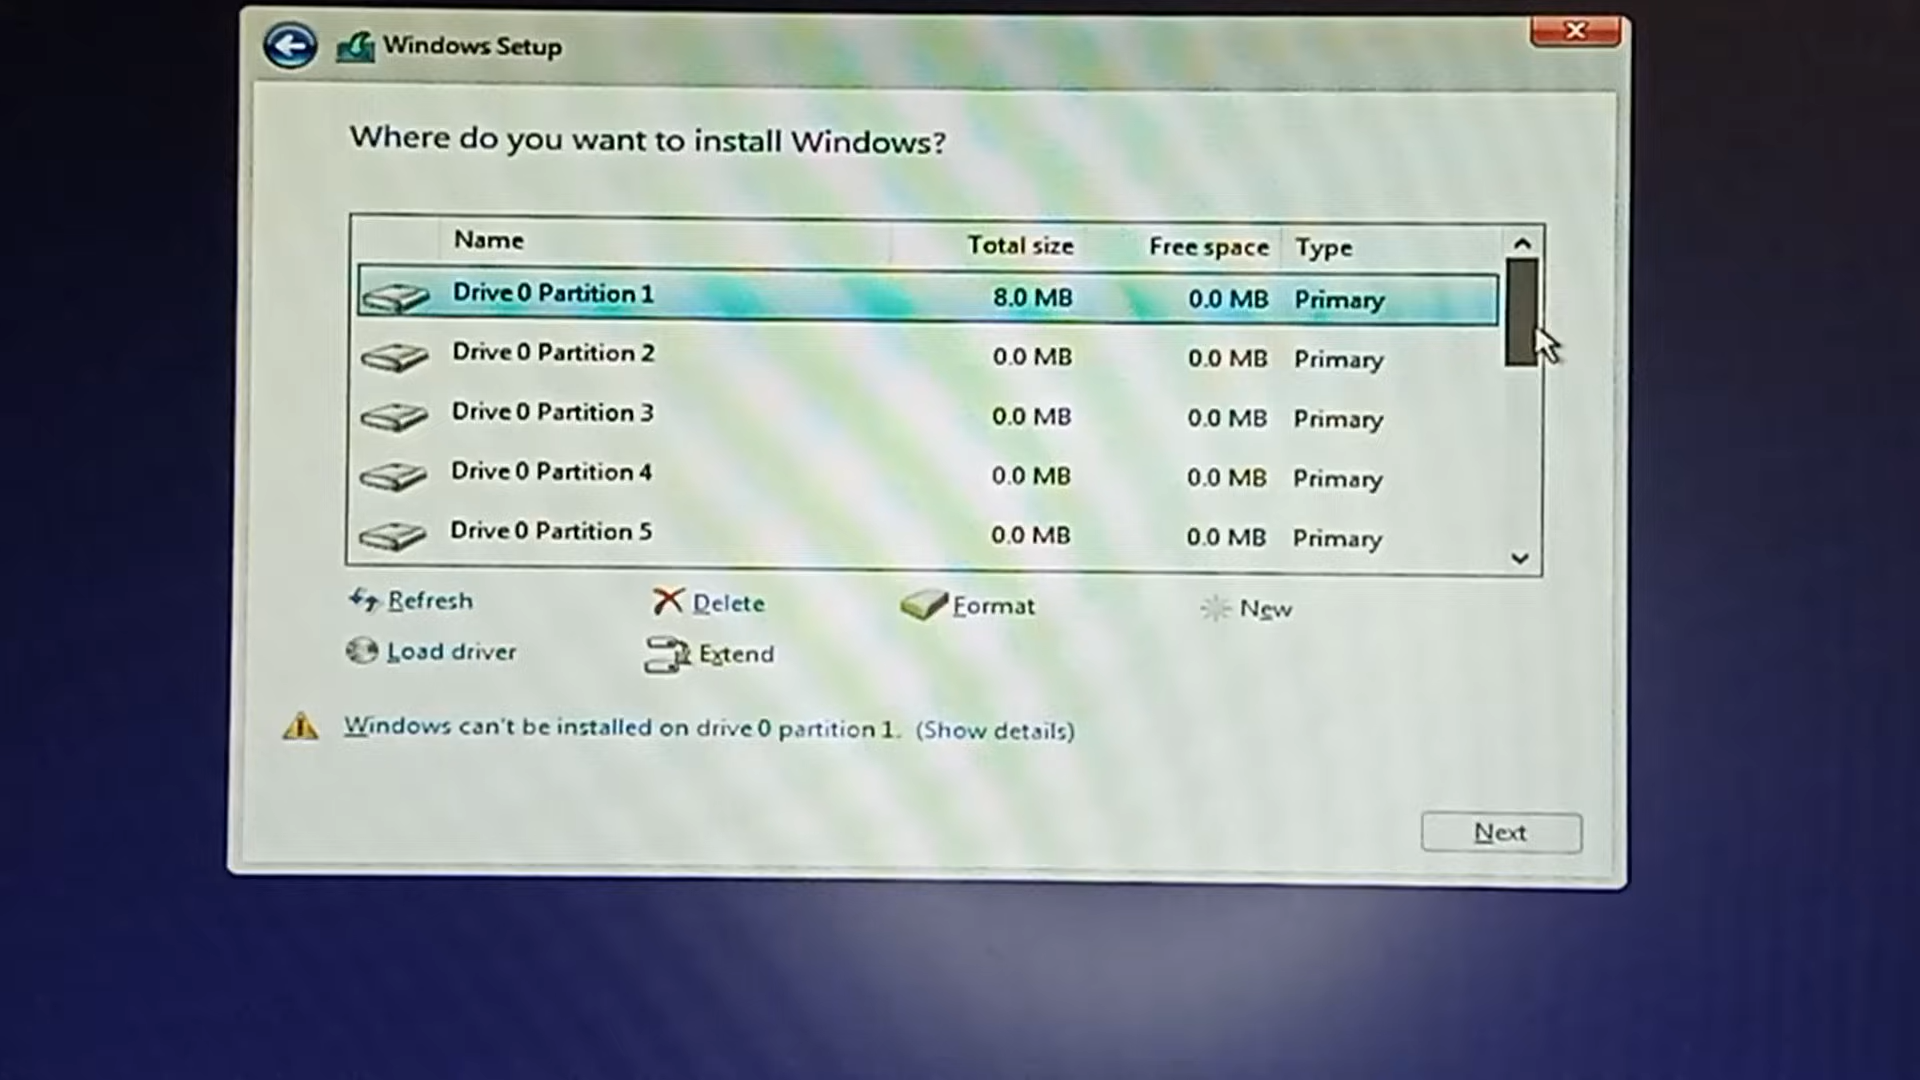 Windows Setup
Where do you want to install Windows?
Name Total size Free space Type
Drive 0 Partition 1 8.0 MB 0.0 MB Primary
Drive 0 Partition 2 0.0 MB 0.0 MB Primary
Drive 0 Partition 3 0.0 MB 0.0 MB Primary
Drive 0 Partition 4 0.0 MB 0.0 MB Primary
Drive 0 Partition 5 0.0 MB 0.0 MB Primary
Refresh Delete Format New
Load driver Extend
Windows can't be installed on drive 0 partition 1. (Show details)
Next